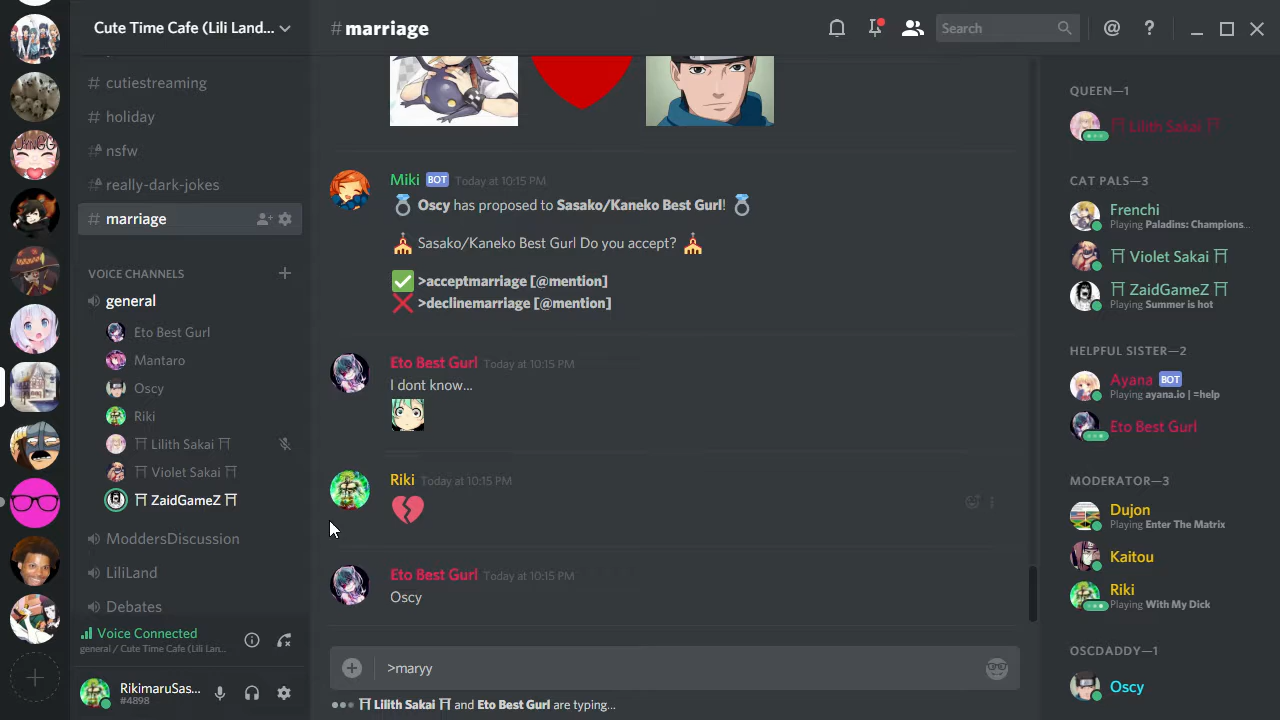 Cute Time Cafe (Lili Land...
# cutiestreaming
# holiday
# nsfw
# really-dark-jokes
# marriage
VOICE CHANNELS
general
Eto Best Gurl
Mantaro
Oscy
Riki
⛩ Lilith Sakai ⛩
⛩ Violet Sakai ⛩
⛩ ZaidGameZ ⛩
ModdersDiscussion
LiliLand
Debates
Voice Connected
general / Cute Time Cafe (Lili Lan...
RikimaruSas...
#4898
#marriage
Search
Miki BOT Today at 10:15 PM
Oscy has proposed to Sasako/Kaneko Best Gurl!
Sasako/Kaneko Best Gurl Do you accept?
>acceptmarriage [@mention]
>declinemarriage [@mention]
Eto Best Gurl Today at 10:15 PM
I dont know...
Riki Today at 10:15 PM
Eto Best Gurl Today at 10:15 PM
Oscy
>maryy
⛩ Lilith Sakai ⛩ and Eto Best Gurl are typing...
QUEEN—1
⛩ Lilith Sakai ⛩
CAT PALS—3
Frenchi
Playing Paladins: Champions...
⛩ Violet Sakai ⛩
⛩ ZaidGameZ ⛩
Playing Summer is hot
HELPFUL SISTER—2
Ayana BOT
Playing ayana.io | =help
Eto Best Gurl
MODERATOR—3
Dujon
Playing Enter The Matrix
Kaitou
Riki
Playing With My Dick
OSCDADDY—1
Oscy